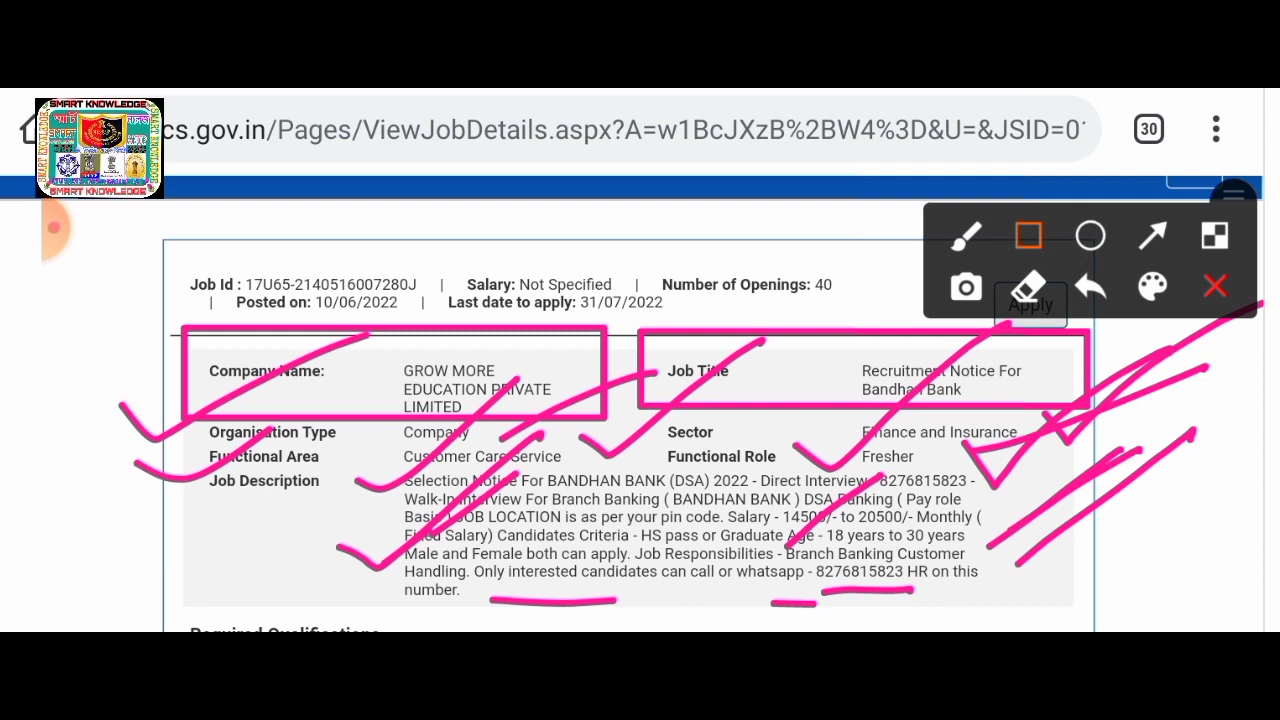 SMART KNOWLEDGE
SMART KNOWLEDGE
cs.gov.in/Pages/ViewJobDetails.aspx?A=w1BcJXzB%2BW4%3D&U=&JSID=0
30
Job Id : 17U65-2140516007280J | Salary: Not Specified | Number of Openings: 40
| Posted on: 10/06/2022 | Last date to apply: 31/07/2022
Apply
Company Name: GROW MORE
EDUCATION PRIVATE
LIMITED
Job Title Recruitment Notice For
Bandhan Bank
Organisation Type Company Sector Finance and Insurance
Functional Area Customer Care Service Functional Role Fresher
Job Description Selection Notice For BANDHAN BANK (DSA) 2022 - Direct Interview - 8276815823 -
Walk-In Interview For Branch Banking ( BANDHAN BANK ) DSA Banking ( Pay role
Basis ) JOB LOCATION is as per your pin code. Salary - 14500/- to 20500/- Monthly (
Fixed Salary) Candidates Criteria - HS pass or Graduate Age - 18 years to 30 years
Male and Female both can apply. Job Responsibilities - Branch Banking Customer
Handling. Only interested candidates can call or whatsapp - 8276815823 HR on this
number.
Required Qualifications